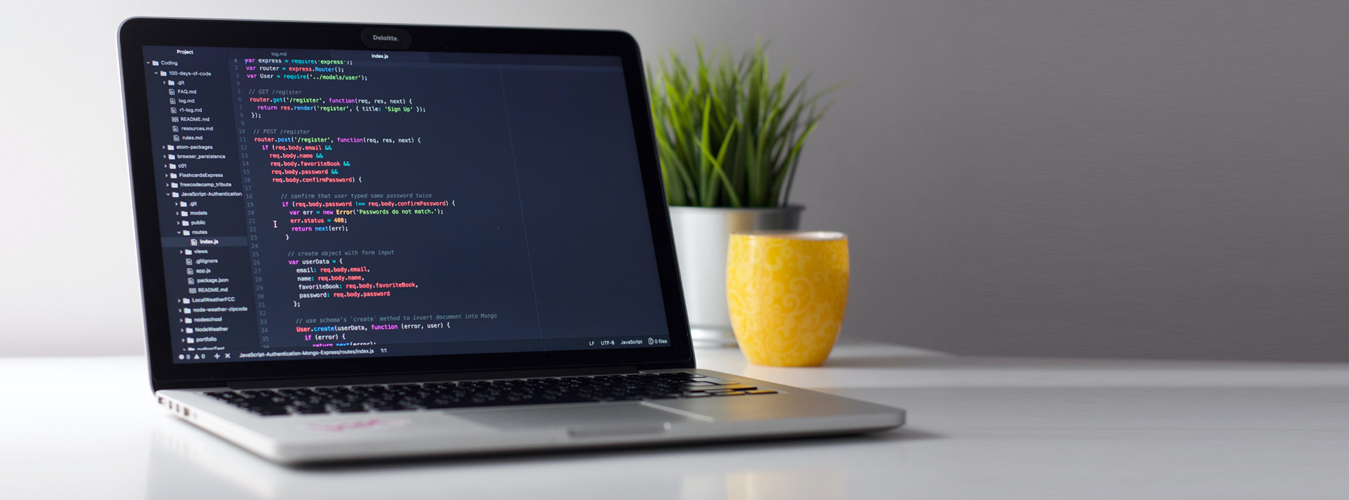 Deloitte.
Project
Coding
100-days-of-code
.git
FAQ.md
log.md
r1-log.md
README.md
resources.md
rules.md
atom-packages
browser_persistence
c01
FlashcardsExpress
freecodecamp_tribute
JavaScript-Authentication
.git
models
public
routes
index.js
views
.gitignore
app.js
package.json
README.md
LocalWeatherFCC
node-weather-zipcode
nodeschool
NodeWeather
portfolio
log.md
index.js
var express = require('express');
var router = express.Router();
var User = require('../models/user');
// GET /register
router.get('/register', function(req, res, next) {
return res.render('register', { title: 'Sign Up' });
});
// POST /register
router.post('/register', function(req, res, next) {
if (req.body.email &&
req.body.name &&
req.body.favoriteBook &&
req.body.password &&
req.body.confirmPassword) {
// confirm that user typed same password twice
if (req.body.password !== req.body.confirmPassword) {
var err = new Error('Passwords do not match.');
err.status = 400;
return next(err);
}
// create object with form input
var userData = {
email: req.body.email,
name: req.body.name,
favoriteBook: req.body.favoriteBook,
password: req.body.password
};
// use schema's `create` method to insert document into Mongo
User.create(userData, function (error, user) {
if (error) {
return next(error);
0 0 JavaScript-Authentication-Mongo-Express/routes/index.js 1:1
LF UTF-8 JavaScript 0 files